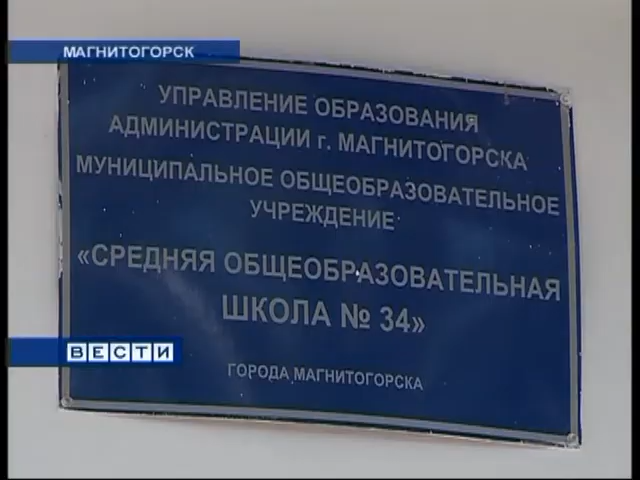 МАГНИТОГОРСК
УПРАВЛЕНИЕ ОБРАЗОВАНИЯ
АДМИНИСТРАЦИИ г. МАГНИТОГОРСКА
МУНИЦИПАЛЬНОЕ ОБЩЕОБРАЗОВАТЕЛЬНОЕ
УЧРЕЖДЕНИЕ
«СРЕДНЯЯ ОБЩЕОБРАЗОВАТЕЛЬНАЯ
ШКОЛА № 34»
ВЕСТИ
ГОРОДА МАГНИТОГОРСКА